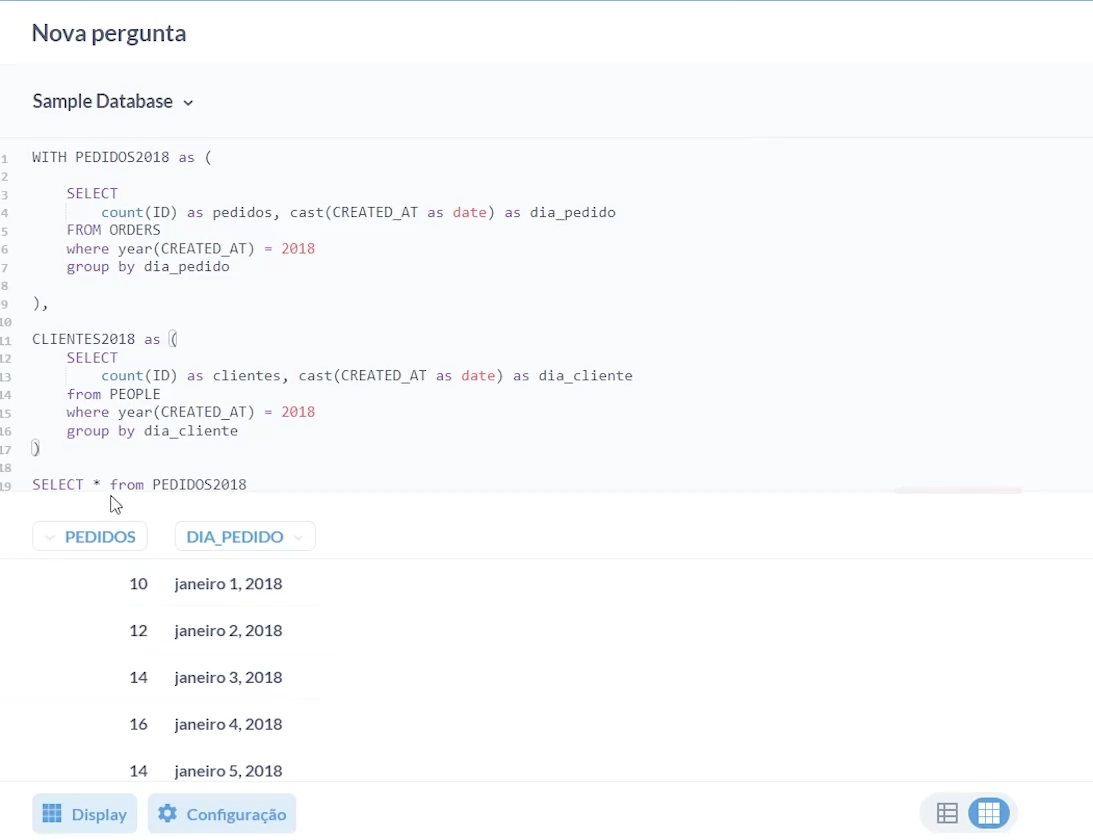 Nova pergunta
Sample Database
1 WITH PEDIDOS2018 as (
2
3 SELECT
4 count(ID) as pedidos, cast(CREATED_AT as date) as dia_pedido
5 FROM ORDERS
6 where year(CREATED_AT) = 2018
7 group by dia_pedido
8
9 ),
10
11 CLIENTES2018 as (
12 SELECT
13 count(ID) as clientes, cast(CREATED_AT as date) as dia_cliente
14 from PEOPLE
15 where year(CREATED_AT) = 2018
16 group by dia_cliente
17 )
18
19 SELECT * from PEDIDOS2018
PEDIDOS DIA_PEDIDO
10 janeiro 1, 2018
12 janeiro 2, 2018
14 janeiro 3, 2018
16 janeiro 4, 2018
14 janeiro 5, 2018
Display Configuração